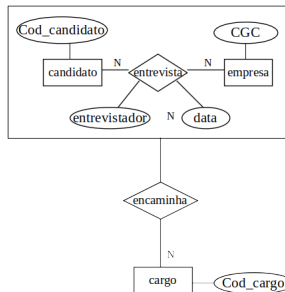 Cod_candidato
CGC
N
N
candidato
entrevista
empresa
entrevistador
N
data
encaminha
N
cargo
Cod_cargo